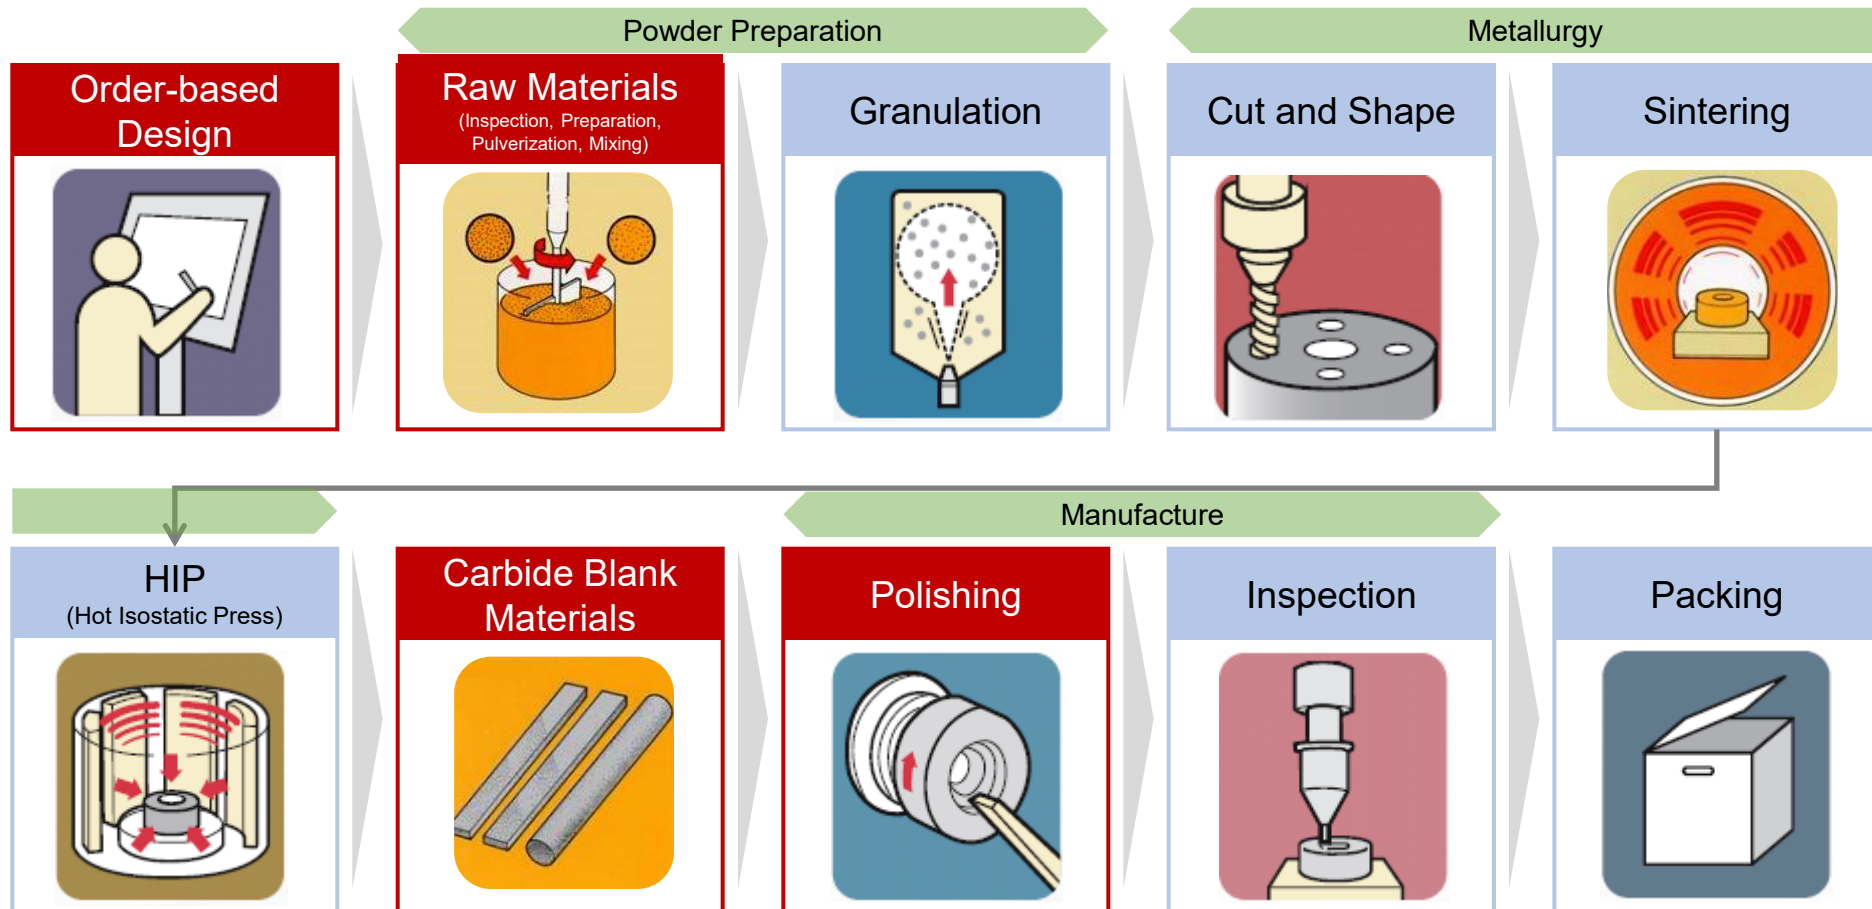 Powder Preparation
Metallurgy
Order-based
Design
Raw Materials
(Inspection, Preparation,
Pulverization, Mixing)
Granulation
Cut and Shape
Sintering
Manufacture
HIP
(Hot Isostatic Press)
Carbide Blank
Materials
Polishing
Inspection
Packing